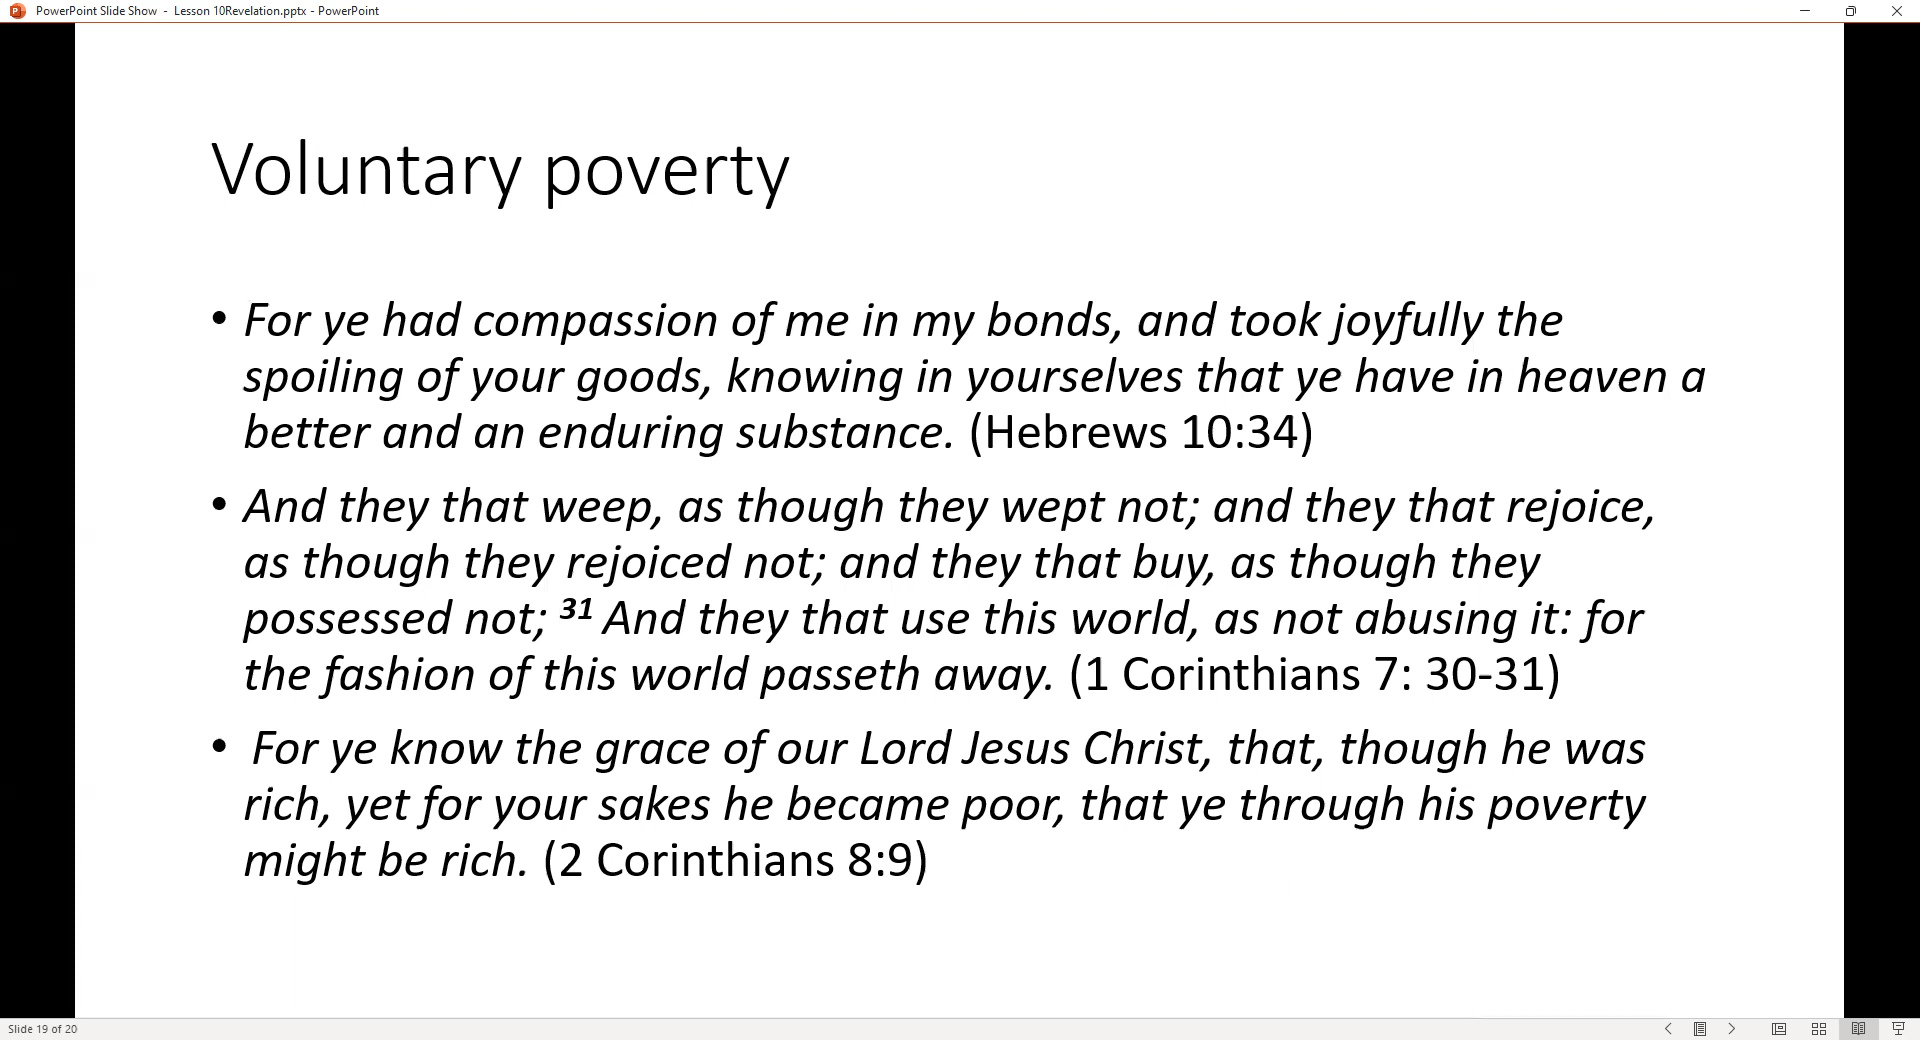 PowerPoint Slide Show - Lesson 10Revelation.pptx - PowerPoint
Voluntary poverty
• For ye had compassion of me in my bonds, and took joyfully the
spoiling of your goods, knowing in yourselves that ye have in heaven a
better and an enduring substance. (Hebrews 10:34)
• And they that weep, as though they wept not; and they that rejoice,
as though they rejoiced not; and they that buy, as though they
possessed not; 31 And they that use this world, as not abusing it: for
the fashion of this world passeth away. (1 Corinthians 7: 30-31)
• For ye know the grace of our Lord Jesus Christ, that, though he was
rich, yet for your sakes he became poor, that ye through his poverty
might be rich. (2 Corinthians 8:9)
Slide 19 of 20